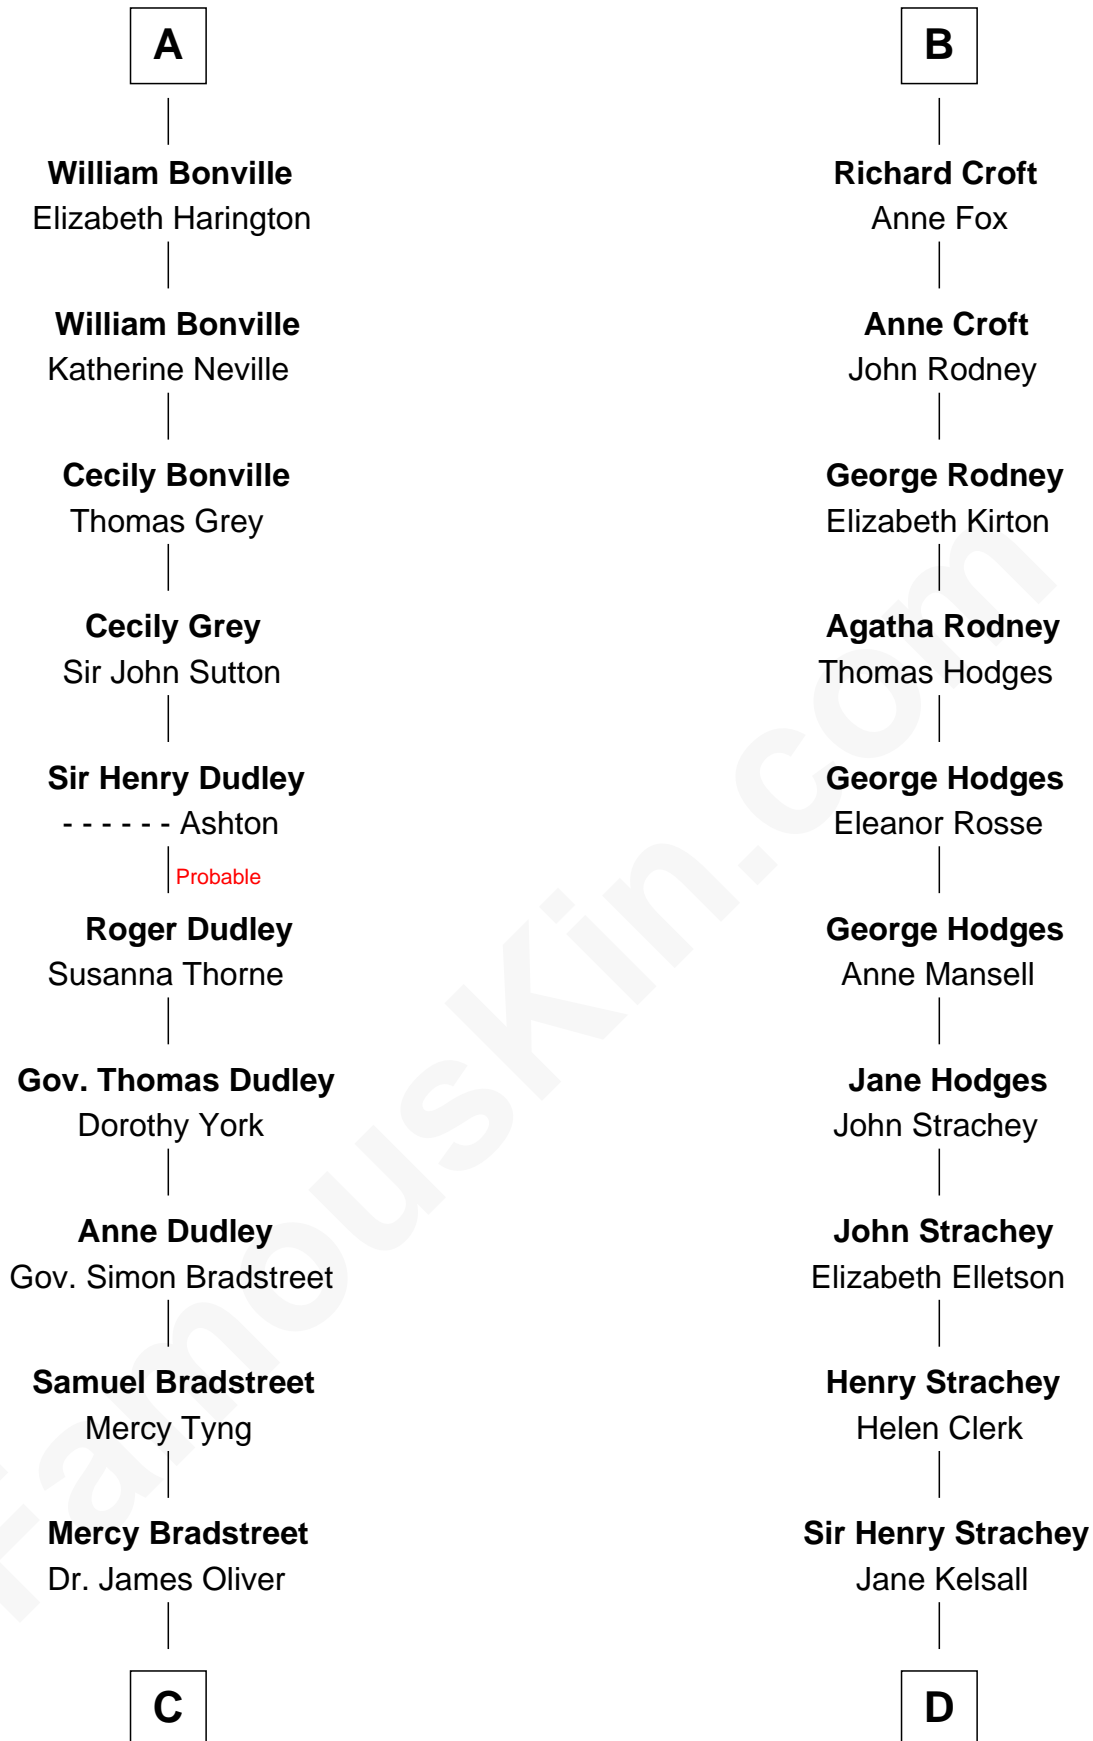 A
William Bonville
Elizabeth Harington
William Bonville
Katherine Neville
Cecily Bonville
Thomas Grey
Cecily Grey
Sir John Sutton
Sir Henry Dudley
- - - - - - Ashton
Probable
Roger Dudley
Susanna Thorne
Gov. Thomas Dudley
Dorothy York
Anne Dudley
Gov. Simon Bradstreet
Samuel Bradstreet
Mercy Tyng
Mercy Bradstreet
Dr. James Oliver
C
B
Richard Croft
Anne Fox
Anne Croft
John Rodney
George Rodney
Elizabeth Kirton
Agatha Rodney
Thomas Hodges
George Hodges
Eleanor Rosse
George Hodges
Anne Mansell
Jane Hodges
John Strachey
John Strachey
Elizabeth Elletson
Henry Strachey
Helen Clerk
Sir Henry Strachey
Jane Kelsall
D
FamousKin.com